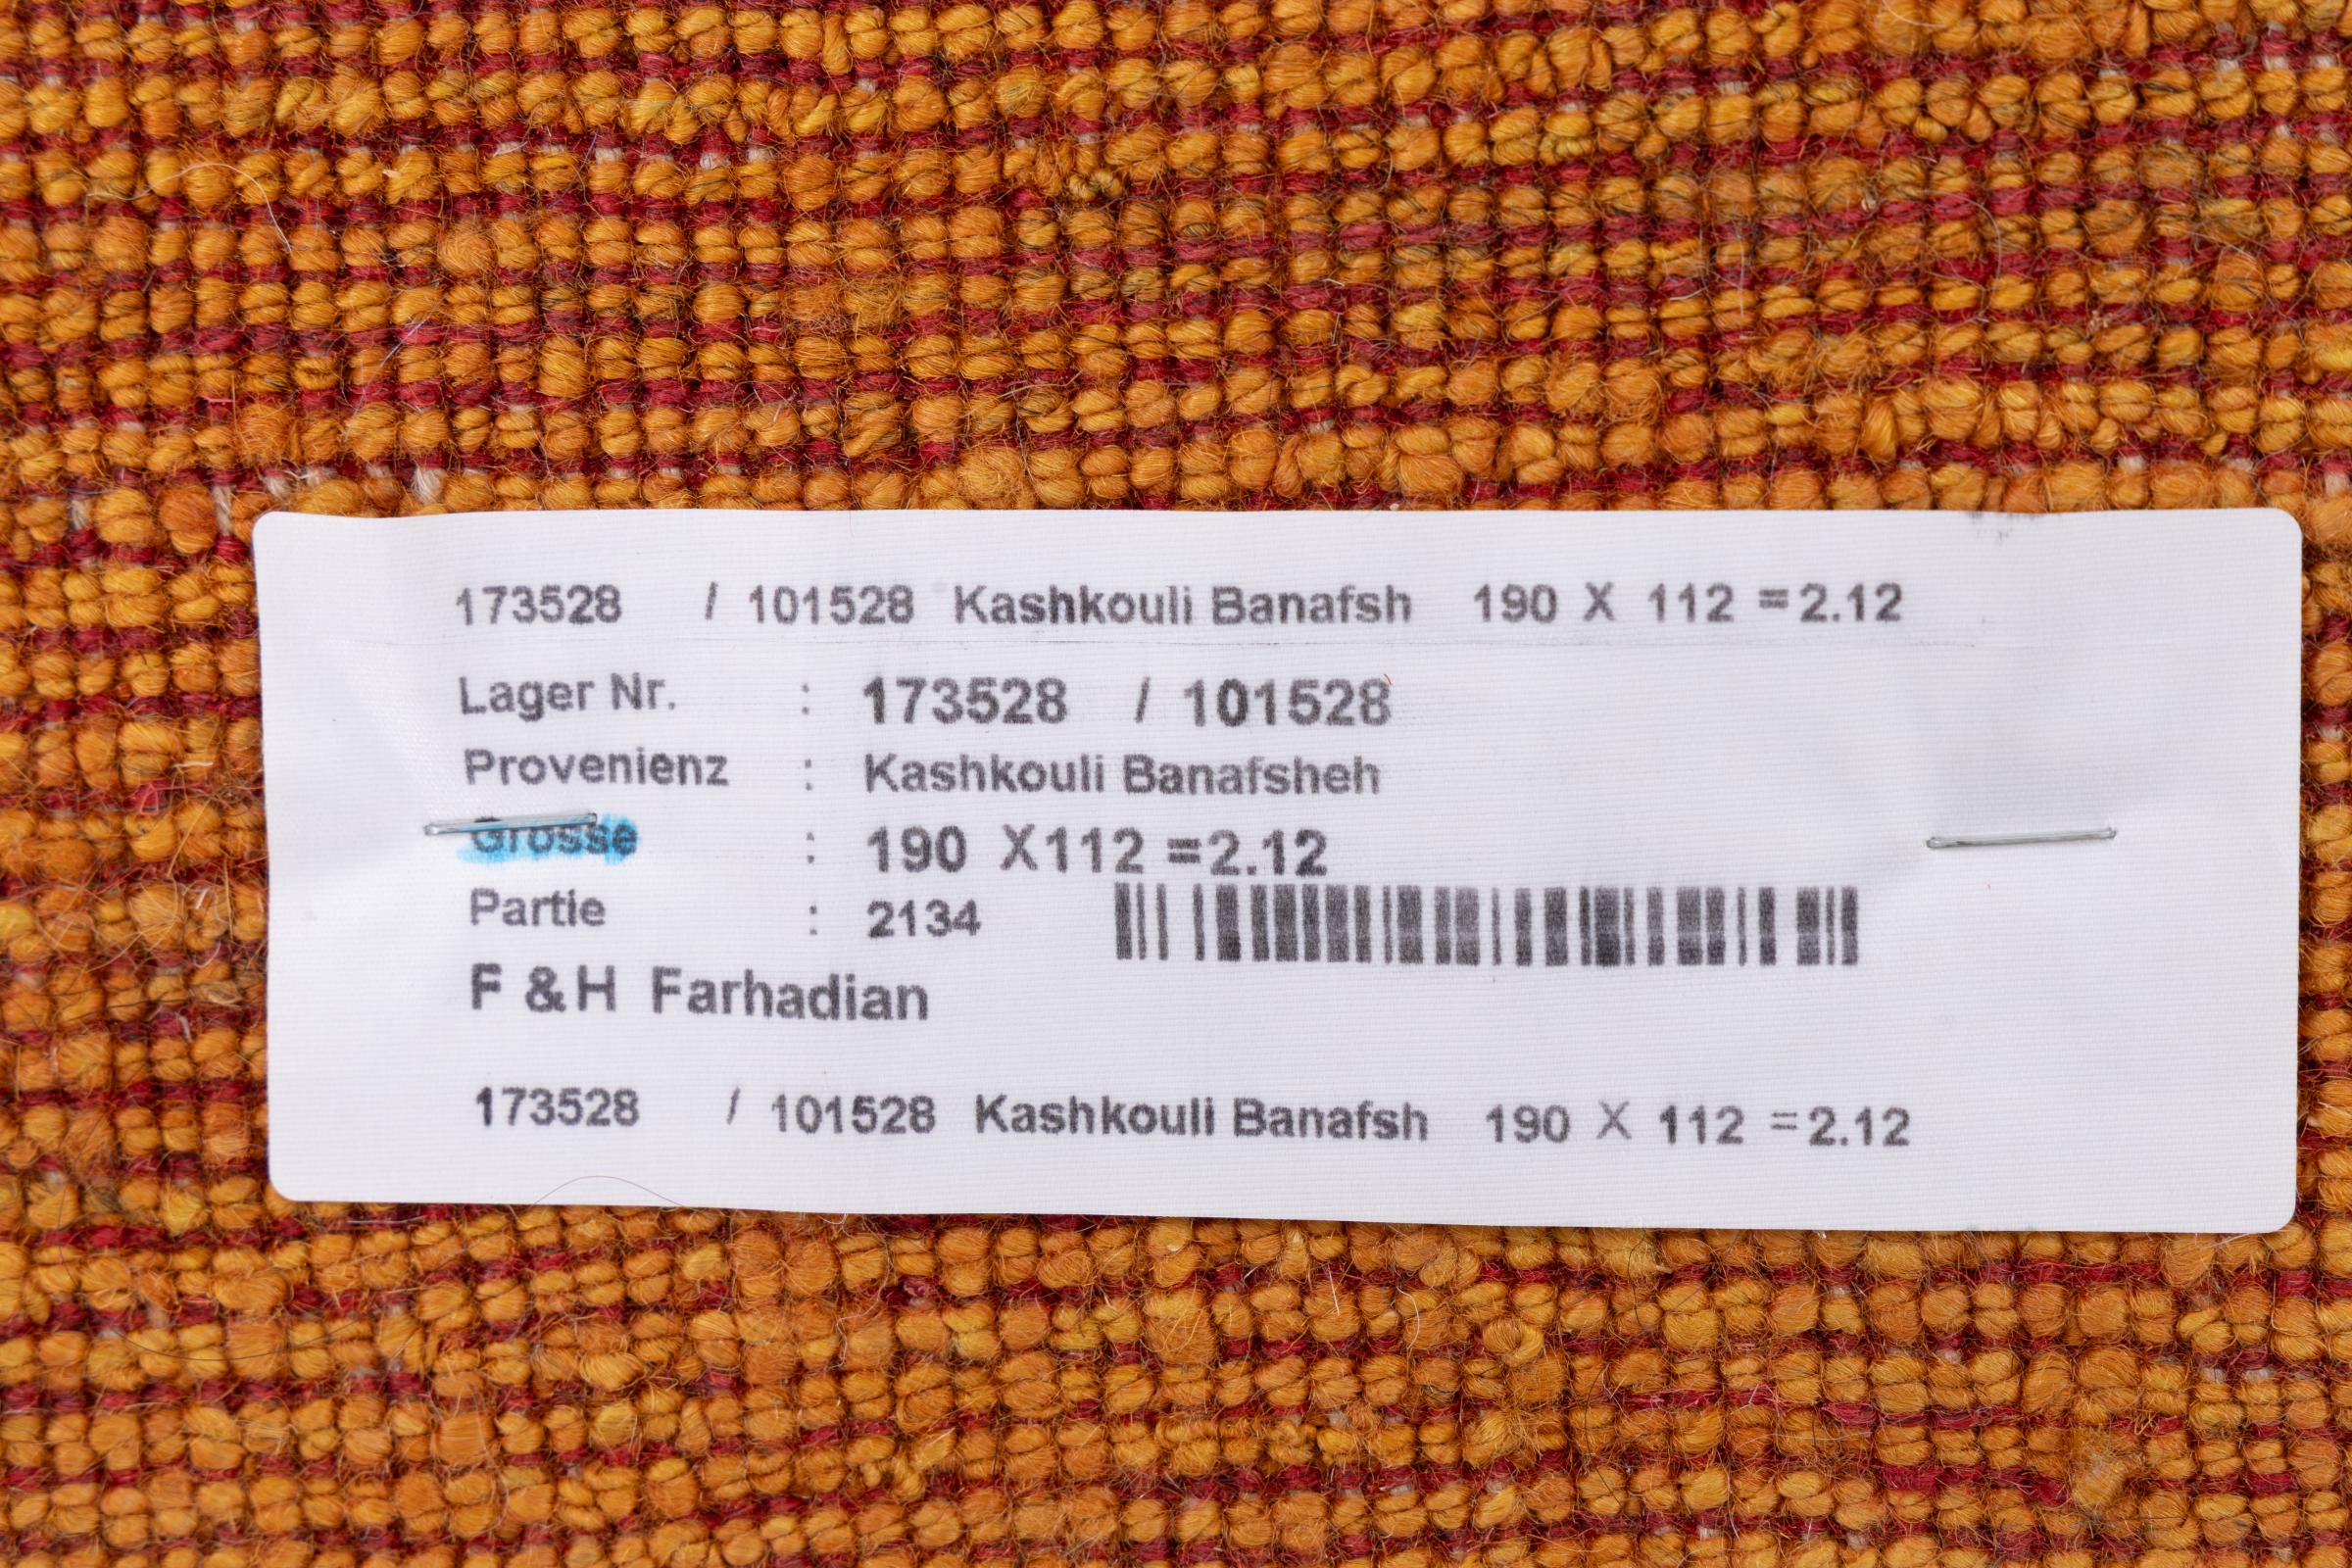 173528 / 101528 Kashkouli Banafsh 190 X 112 = 2.12
Lager Nr. : 173528 / 101528
Provenienz : Kashkouli Banafsheh
Grosse : 190 X 112 = 2.12
Partie : 2134
F & H Farhadian
173528 / 101528 Kashkouli Banafsh 190 X 112 = 2.12